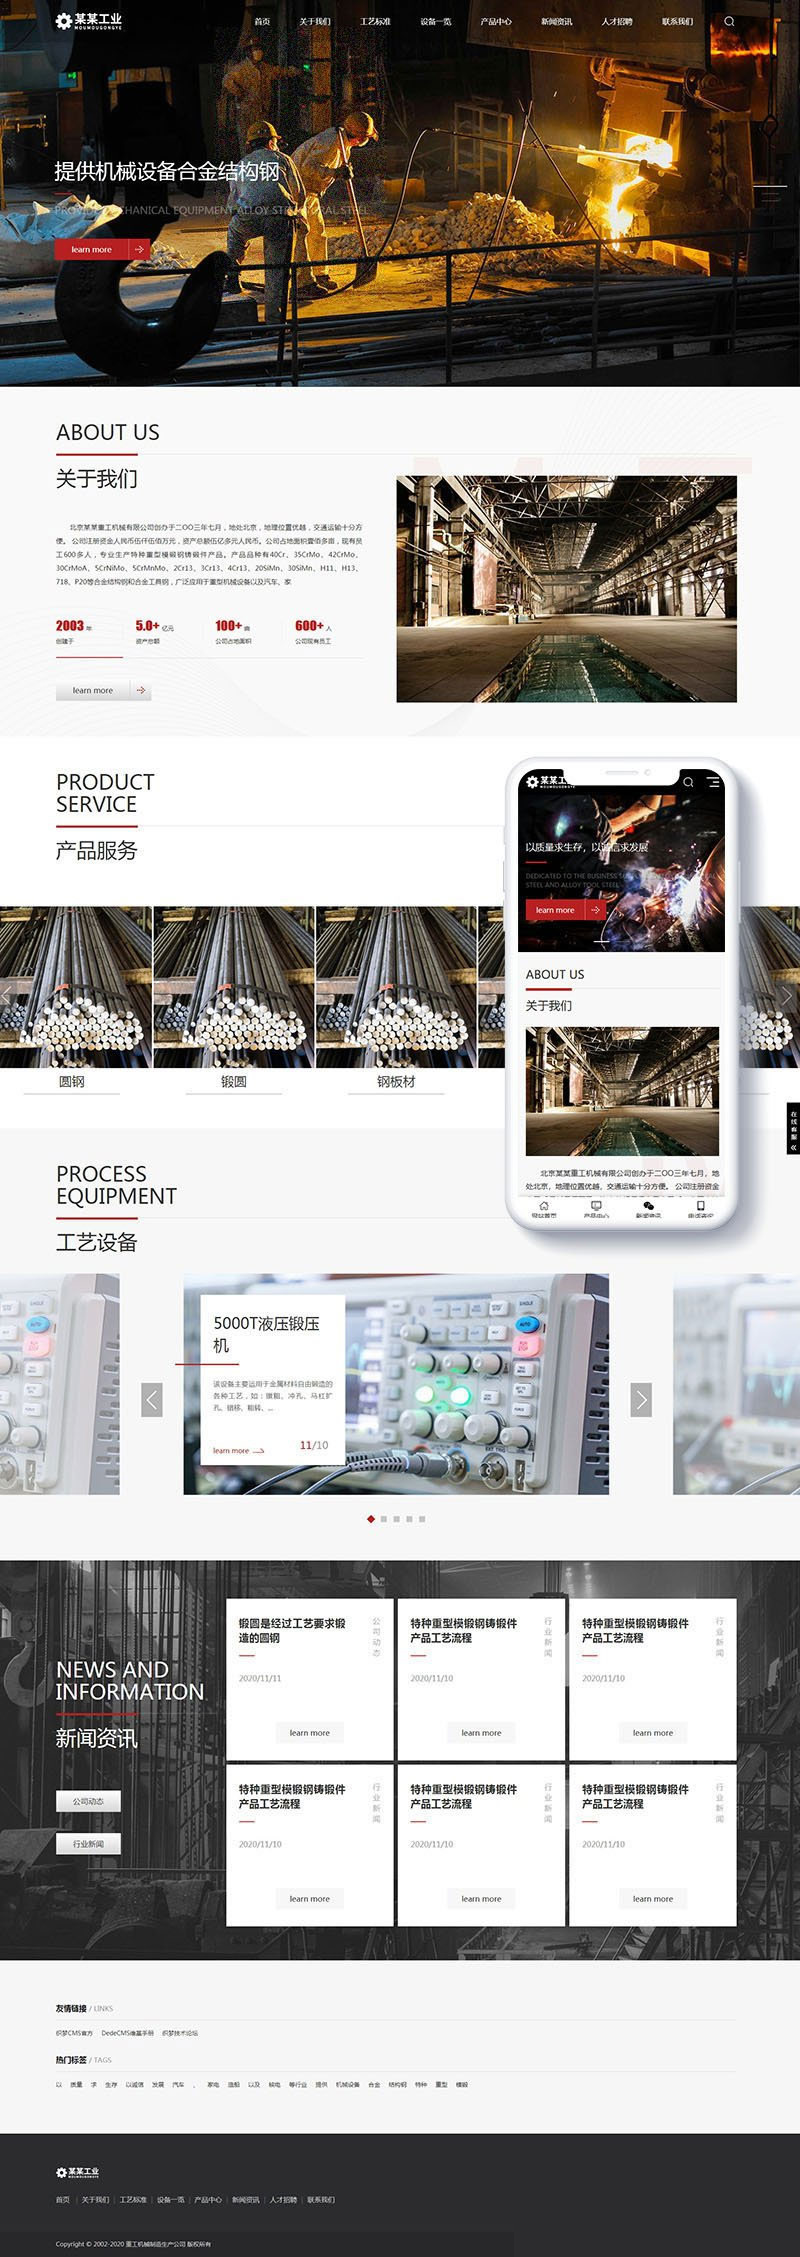 某某工业
MOUMOUGONGYE
首页 关于我们 工艺标准 设备一览 产品中心 新闻资讯 人才招聘 联系我们
提供机械设备合金结构钢
PROVIDE MECHANICAL EQUIPMENT ALLOY STRUCTURAL STEEL
learn more
ABOUT US
关于我们
北京某某重工机械有限公司创办于二〇〇三年七月，地处北京，地理位置优越，交通运输十分方
便。 公司注册资金人民币伍仟伍佰万元，资产总额伍亿多元人民币。公司占地面积壹佰多亩，现有员
工600多人，专业生产特种重型模锻钢铸锻件产品。产品品种有40Cr、35CrMo、42CrMo、
30CrMoA、5CrNiMo、5CrMnMo、2Cr13、3Cr13、4Cr13、20SiMn、30SiMn、H11、H13、
718、P20等合金结构钢和合金工具钢，广泛应用于重型机械设备以及汽车、家
2003 年
创建于
5.0+ 亿元
资产总额
100+ 亩
公司占地面积
600+ 人
公司现有员工
learn more
PRODUCT
SERVICE
产品服务
圆钢
锻圆
钢板材
某某工业
MOUMOUGONGYE
以质量求生存，以诚信求发展
DEDICATED TO THE BUSINESS
STEEL AND ALLOY TOOL STEEL
learn more
ABOUT US
关于我们
北京某某重工机械有限公司创办于二〇〇三年七月，地
处北京，地理位置优越，交通运输十分方便。 公司注册资金
网站首页 产品中心 新闻资讯 电话咨询
在线客服
PROCESS
EQUIPMENT
工艺设备
5000T液压锻压
机
该设备主要运用于金属材料自由锻造的
各种工艺，如：墩粗、冲孔、马杠扩
孔、错移、粗转、...
learn more
11/10
NEWS AND
INFORMATION
新闻资讯
公司动态
行业新闻
锻圆是经过工艺要求锻
造的圆钢
公司动态
2020/11/11
learn more
特种重型模锻钢铸锻件
产品工艺流程
行业新闻
2020/11/10
learn more
特种重型模锻钢铸锻件
产品工艺流程
行业新闻
2020/11/10
learn more
特种重型模锻钢铸锻件
产品工艺流程
行业新闻
2020/11/10
learn more
特种重型模锻钢铸锻件
产品工艺流程
行业新闻
2020/11/10
learn more
特种重型模锻钢铸锻件
产品工艺流程
行业新闻
2020/11/10
learn more
友情链接 / LINKS
织梦CMS官方 DedeCMS维基手册 织梦技术论坛
热门标签 / TAGS
以 质量 求 生存 以诚信 发展 汽车 、 家电 造船 以及 核电 等行业 提供 机械设备 合金 结构钢 特种 重型 模锻
某某工业
MOUMOUGONGYE
首页 | 关于我们 | 工艺标准 | 设备一览 | 产品中心 | 新闻资讯 | 人才招聘 | 联系我们
Copyright © 2002-2020 重工机械制造生产公司 版权所有